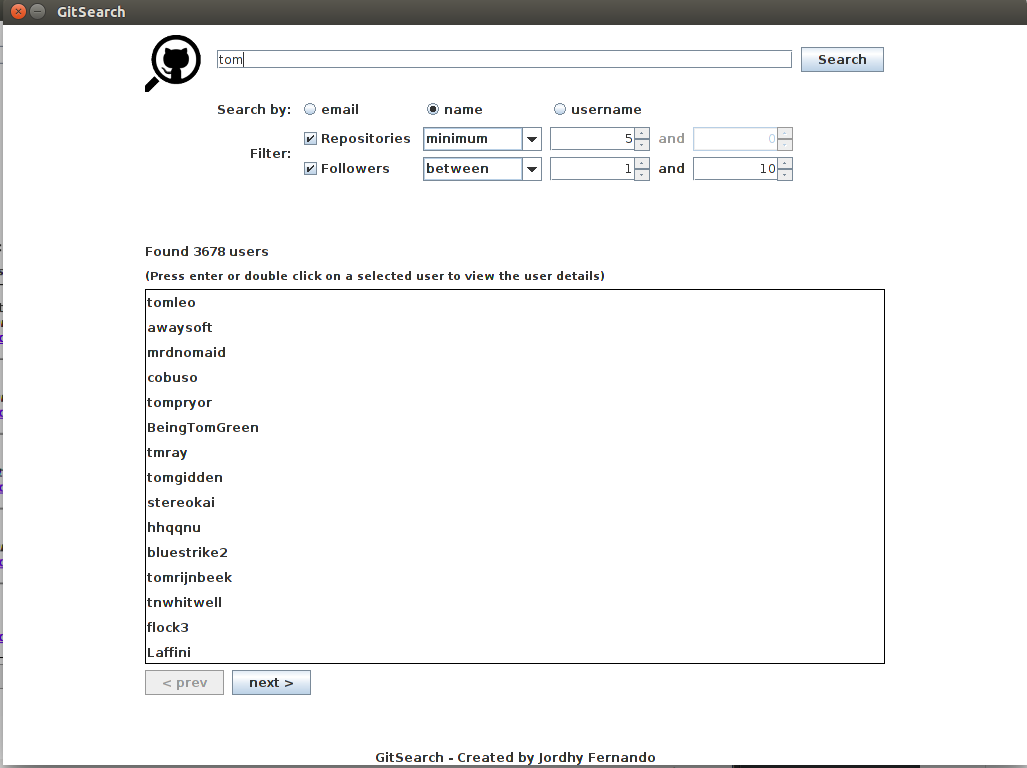 GitSearch
tom
Search
Search by: email name username
Filter:
Repositories minimum 5 and 0
Followers between 1 and 10
Found 3678 users
(Press enter or double click on a selected user to view the user details)
tomleo
awaysoft
mrdnomaid
cobuso
tompryor
BeingTomGreen
tmray
tomgidden
stereokai
hhqqnu
bluestrike2
tomrijnbeek
tnwhitwell
flock3
Laffini
< prev next >
GitSearch - Created by Jordhy Fernando